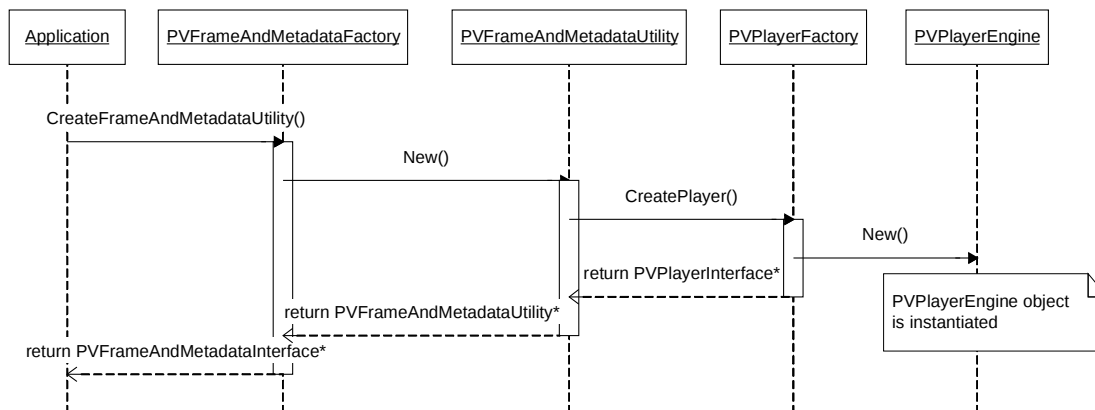 Application
PVFrameAndMetadataFactory
PVFrameAndMetadataUtility
PVPlayerFactory
PVPlayerEngine
CreateFrameAndMetadataUtility()
New()
CreatePlayer()
New()
return PVPlayerInterface*
PVPlayerEngine object
is instantiated
return PVFrameAndMetadataUtility*
return PVFrameAndMetadataInterface*